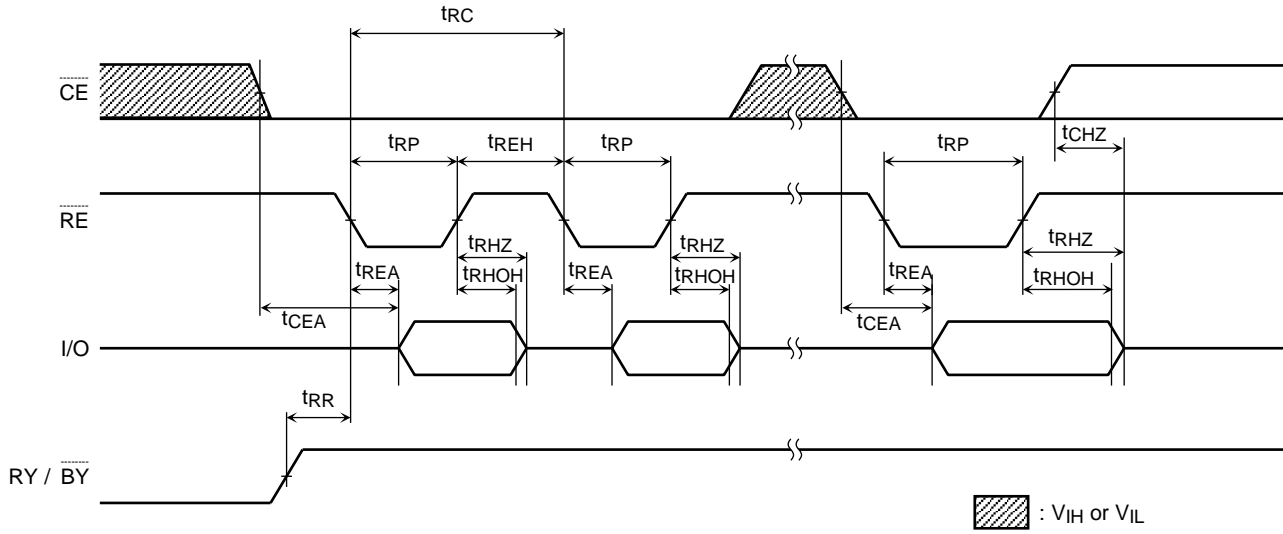 tRC
CE
tCHZ
tRP
tREH
tRP
tRP
RE
tRHZ
tRHZ
tRHZ
tREA
tRHOH
tREA
tRHOH
tREA
tRHOH
tCEA
tCEA
I/O
tRR
RY / BY
: VIH or VIL